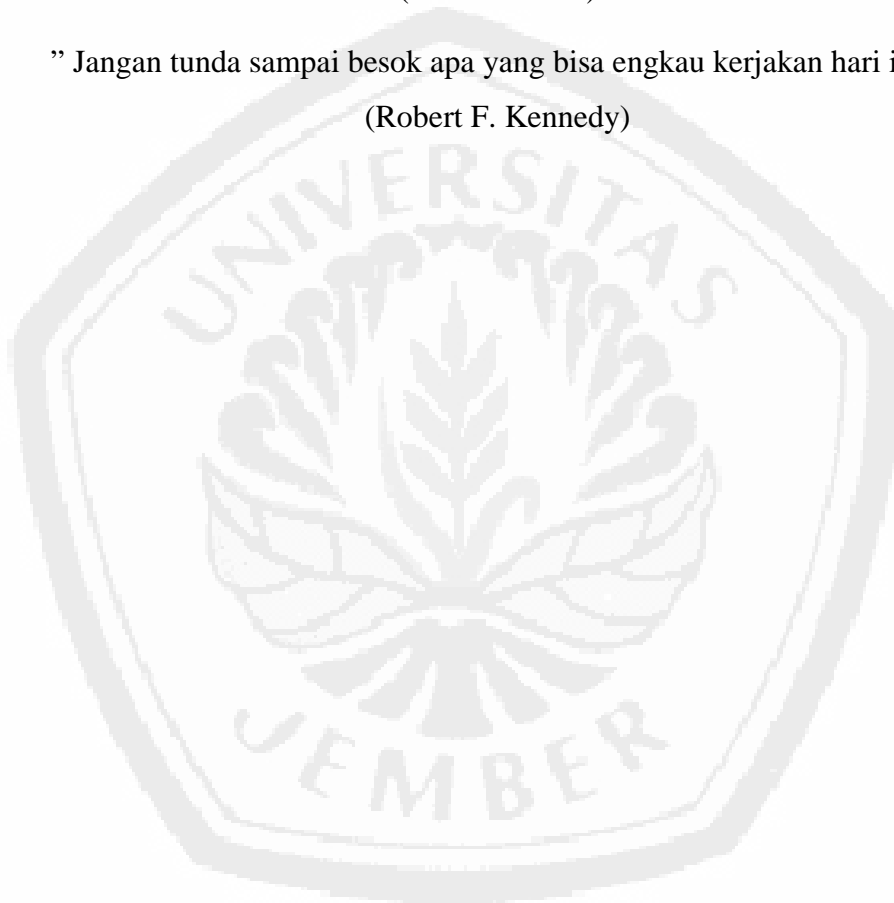 ” Jangan tunda sampai besok apa yang bisa engkau kerjakan hari
(Robert F. Kennedy)
UNIVERSITAS
JEMBER